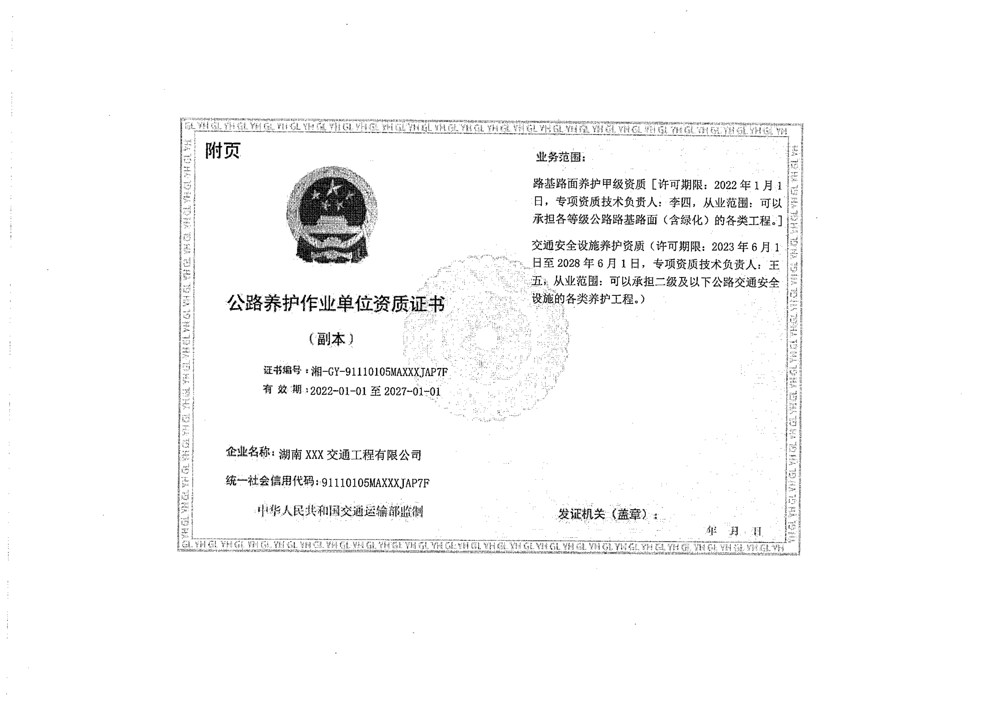 附页
公路养护作业单位资质证书
（副本）
证书编号：湘-GY-91110105MAXXXJAP7F
有 效 期：2022-01-01 至 2027-01-01
企业名称：湖南 XXX 交通工程有限公司
统一社会信用代码：91110105MAXXXJAP7F
中华人民共和国交通运输部监制
业务范围：
路基路面养护甲级资质［许可期限：2022 年 1 月 1
日，专项资质技术负责人：李四，从业范围：可以
承担各等级公路路基路面（含绿化）的各类工程。］
交通安全设施养护资质（许可期限：2023 年 6 月 1
日至 2028 年 6 月 1 日，专项资质技术负责人：王
五，从业范围：可以承担二级及以下公路交通安全
设施的各类养护工程。）
发证机关（盖章）：
年 月 日